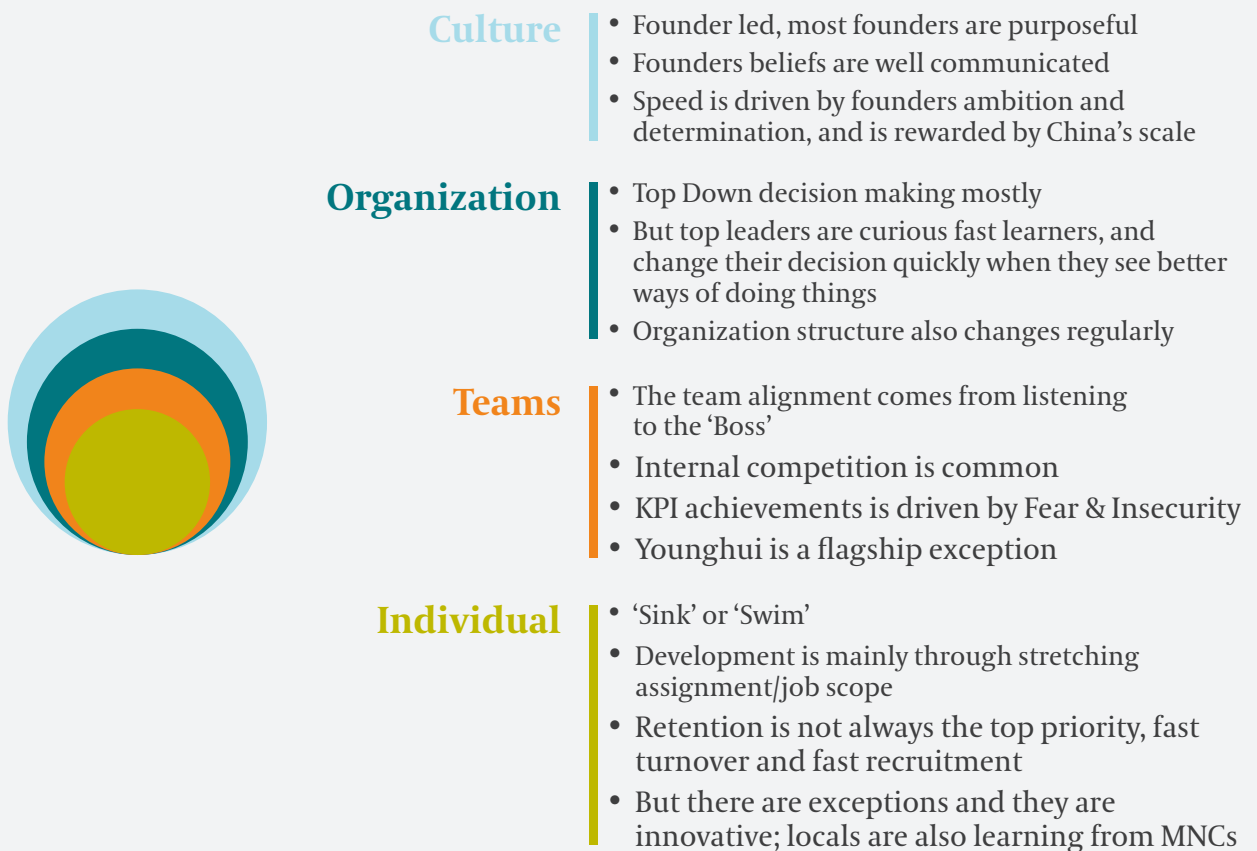 Culture
• Founder led, most founders are purposeful
• Founders beliefs are well communicated
• Speed is driven by founders ambition and
determination, and is rewarded by China’s scale
Organization
• Top Down decision making mostly
• But top leaders are curious fast learners, and
change their decision quickly when they see better
ways of doing things
• Organization structure also changes regularly
Teams
• The team alignment comes from listening
to the ‘Boss’
• Internal competition is common
• KPI achievements is driven by Fear & Insecurity
• Younghui is a flagship exception
Individual
• ‘Sink’ or ‘Swim’
• Development is mainly through stretching
assignment/job scope
• Retention is not always the top priority, fast
turnover and fast recruitment
• But there are exceptions and they are
innovative; locals are also learning from MNCs